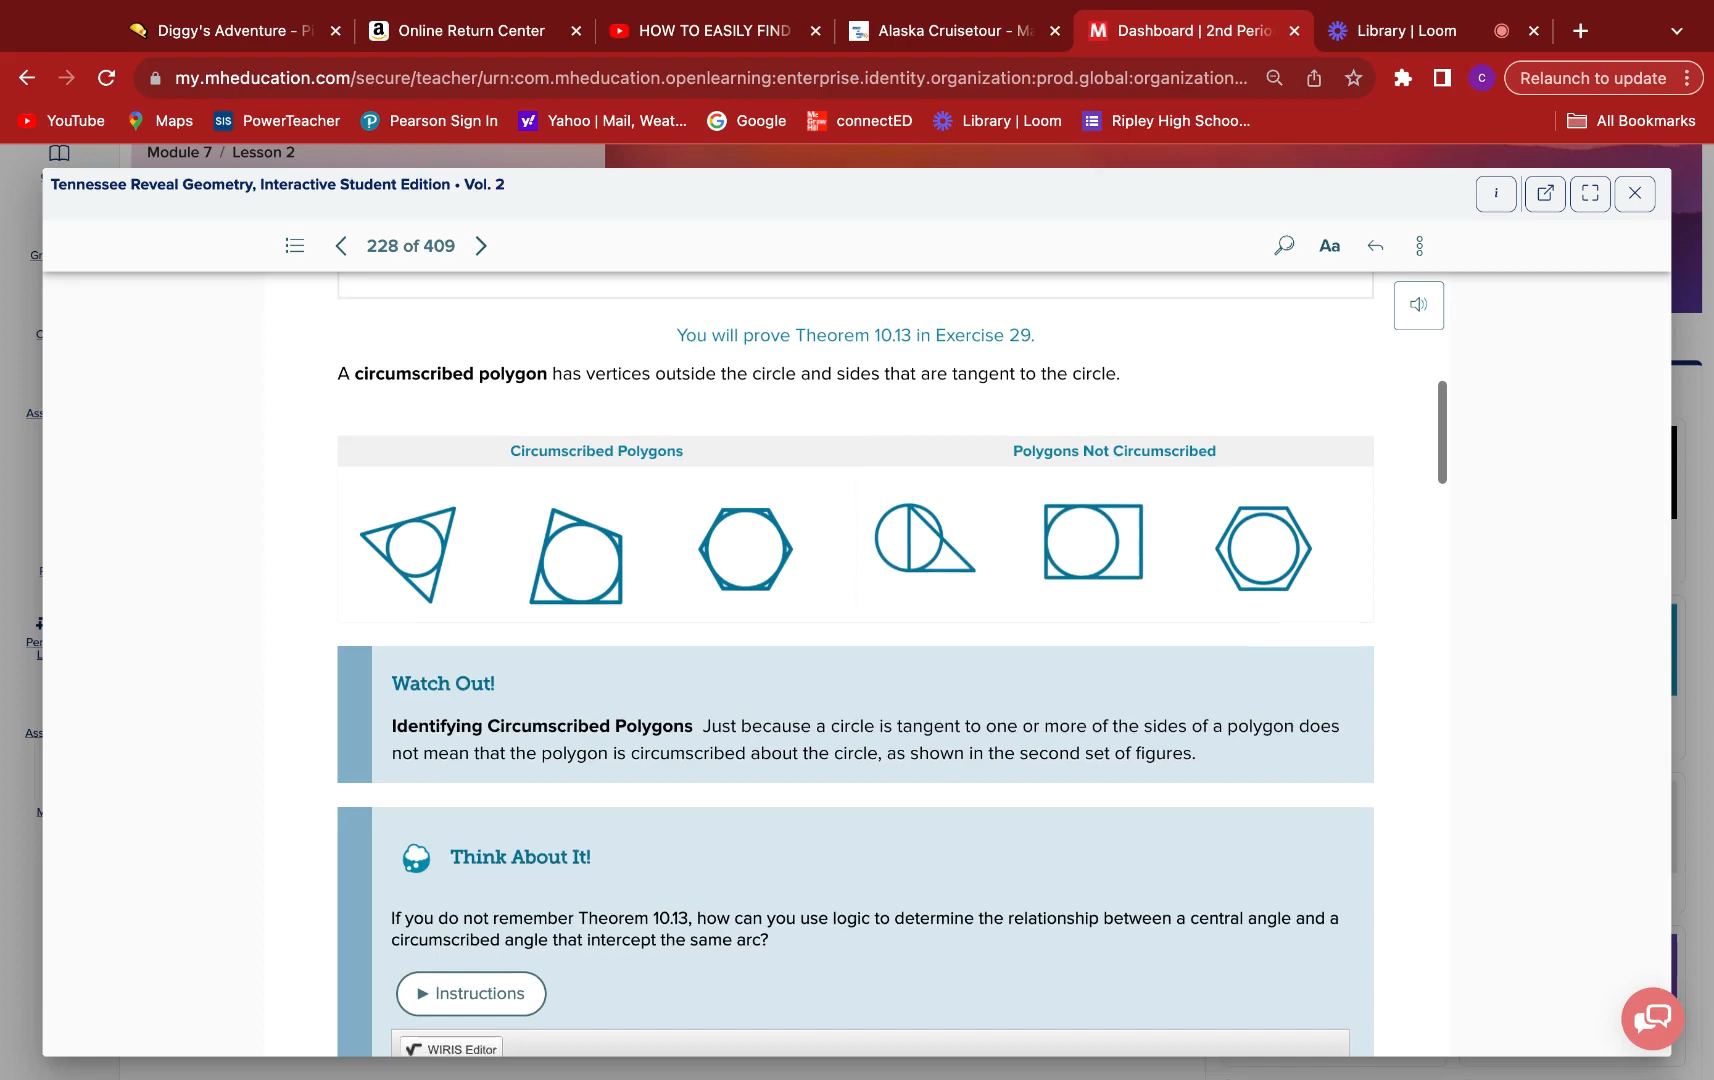 Diggy's Adventure - Pi
Online Return Center
HOW TO EASILY FIND
Alaska Cruisetour - Ma
Dashboard | 2nd Perio
Library | Loom
my.mheducation.com/secure/teacher/urn:com.mheducation.openlearning:enterprise.identity.organization:prod.global:organization...
C
Relaunch to update
YouTube
Maps
SIS PowerTeacher
Pearson Sign In
Yahoo | Mail, Weat...
Google
connectED
Library | Loom
Ripley High Schoo...
All Bookmarks
Module 7 / Lesson 2
Tennessee Reveal Geometry, Interactive Student Edition • Vol. 2
i
228 of 409
Aa
You will prove Theorem 10.13 in Exercise 29.
A circumscribed polygon has vertices outside the circle and sides that are tangent to the circle.
Circumscribed Polygons
Polygons Not Circumscribed
Watch Out!
Identifying Circumscribed Polygons Just because a circle is tangent to one or more of the sides of a polygon does
not mean that the polygon is circumscribed about the circle, as shown in the second set of figures.
Think About It!
If you do not remember Theorem 10.13, how can you use logic to determine the relationship between a central angle and a
circumscribed angle that intercept the same arc?
Instructions
WIRIS Editor